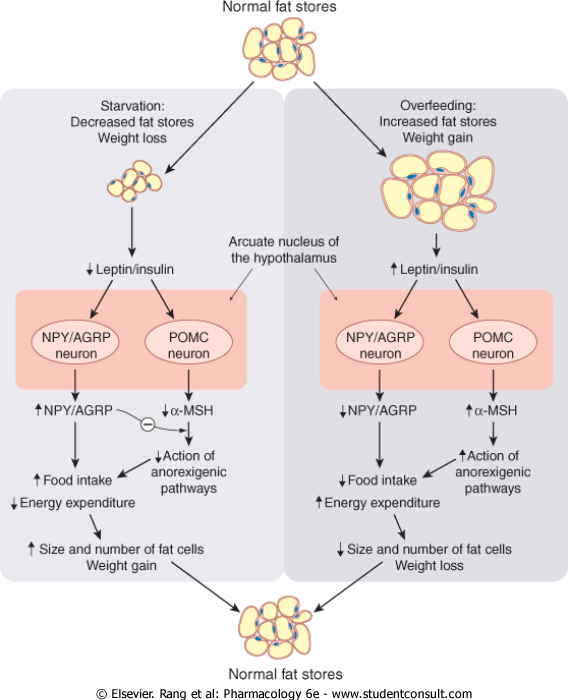 Normal fat stores
Starvation:
Decreased fat stores
Weight loss
↓ Leptin/insulin
NPY/AGRP
neuron
POMC
neuron
↑ NPY/AGRP
−
↓ α-MSH
↓ Action of
anorexigenic
pathways
↑ Food intake
↓ Energy expenditure
↑ Size and number of fat cells
Weight gain
Arcuate nucleus of
the hypothalamus
Overfeeding:
Increased fat stores
Weight gain
↑ Leptin/insulin
NPY/AGRP
neuron
POMC
neuron
↓ NPY/AGRP
↑ α-MSH
↑ Action of
anorexigenic
pathways
↓ Food intake
↑ Energy expenditure
↓ Size and number of fat cells
Weight loss
Normal fat stores
© Elsevier. Rang et al: Pharmacology 6e - www.studentconsult.com